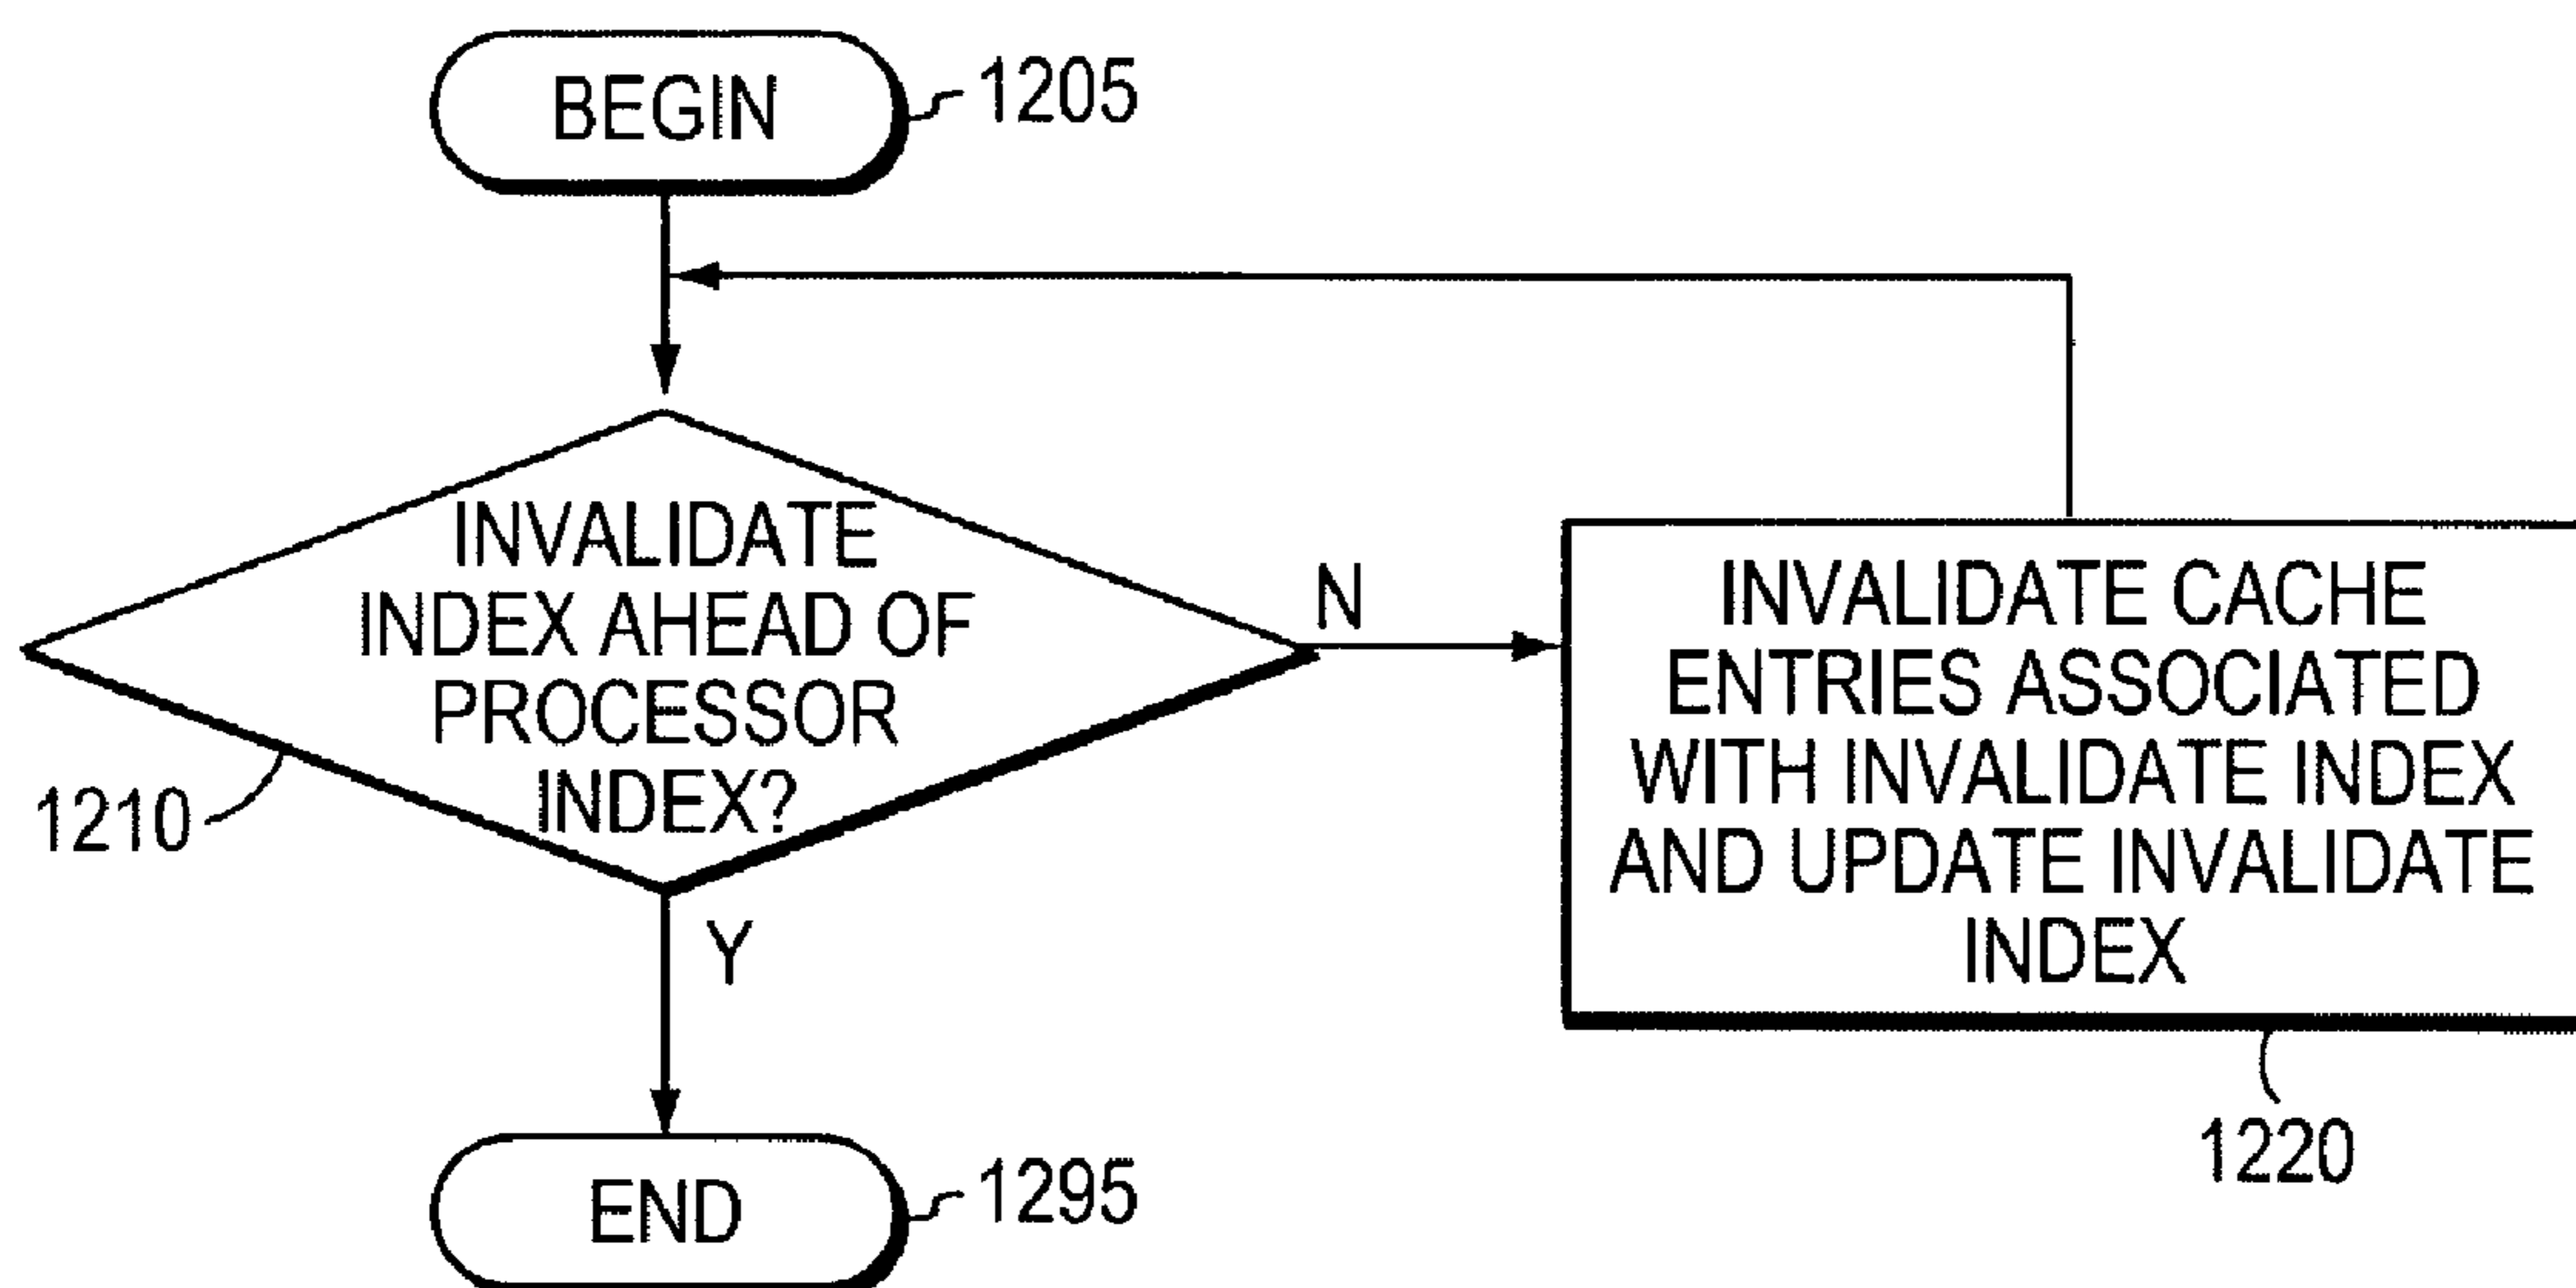 BEGIN
1205
INVALIDATE
INDEX AHEAD OF
PROCESSOR
INDEX?
1210
N
Y
INVALIDATE CACHE
ENTRIES ASSOCIATED
WITH INVALIDATE INDEX
AND UPDATE INVALIDATE
INDEX
1220
END
1295